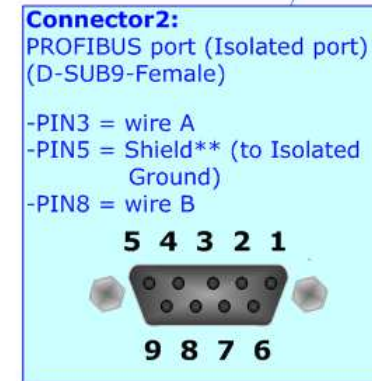 Connector2:
PROFIBUS port (Isolated port)
(D-SUB9-Female)
-PIN3 = wire A
-PIN5 = Shield** (to Isolated
Ground)
-PIN8 = wire B
5 4 3 2 1
9 8 7 6